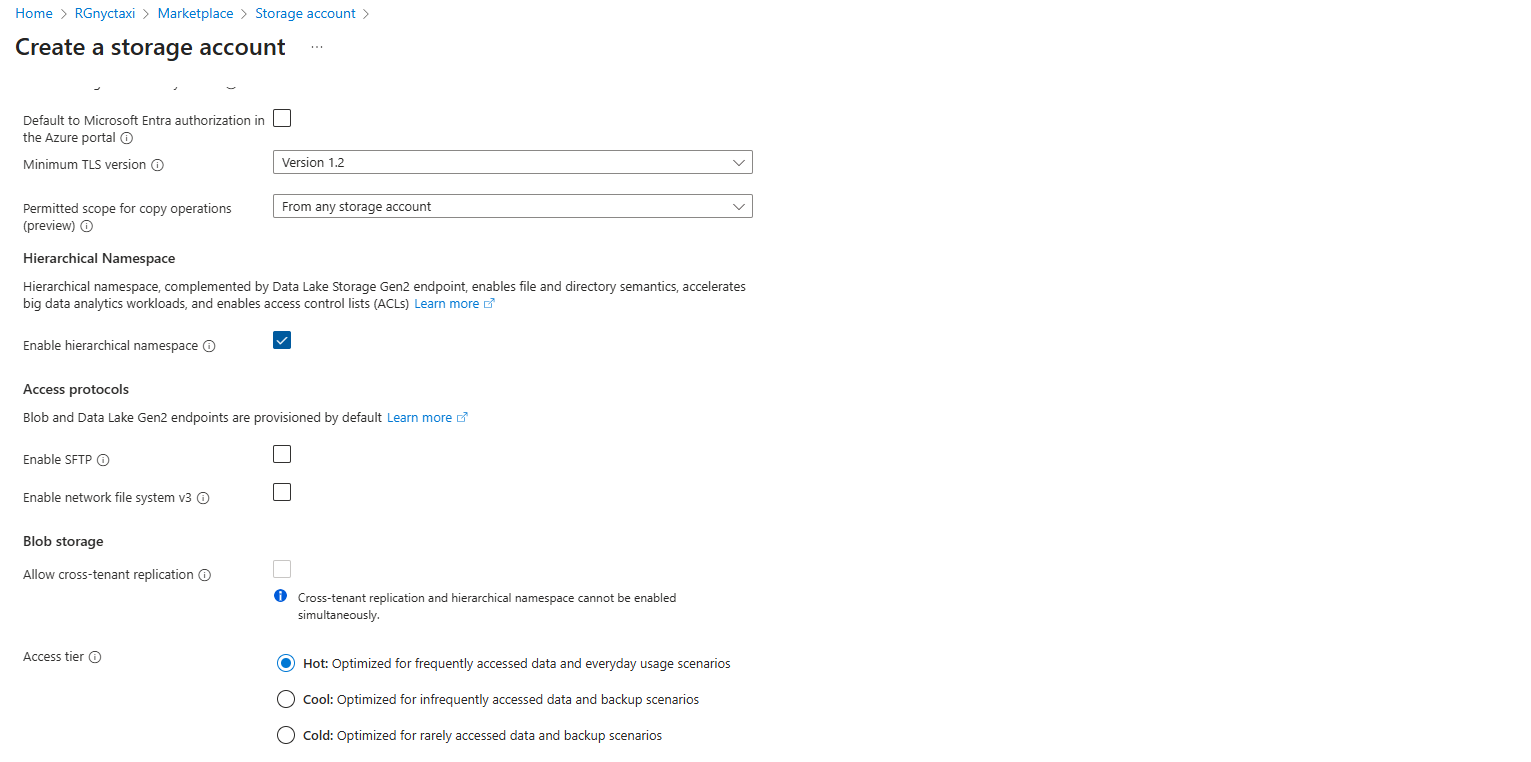 Home > RGnyctaxi > Marketplace > Storage account >
Create a storage account ...
Default to Microsoft Entra authorization in
the Azure portal
Minimum TLS version
Version 1.2
Permitted scope for copy operations
(preview)
From any storage account
Hierarchical Namespace
Hierarchical namespace, complemented by Data Lake Storage Gen2 endpoint, enables file and directory semantics, accelerates
big data analytics workloads, and enables access control lists (ACLs) Learn more
Enable hierarchical namespace
Access protocols
Blob and Data Lake Gen2 endpoints are provisioned by default Learn more
Enable SFTP
Enable network file system v3
Blob storage
Allow cross-tenant replication
Cross-tenant replication and hierarchical namespace cannot be enabled
simultaneously.
Access tier
Hot: Optimized for frequently accessed data and everyday usage scenarios
Cool: Optimized for infrequently accessed data and backup scenarios
Cold: Optimized for rarely accessed data and backup scenarios